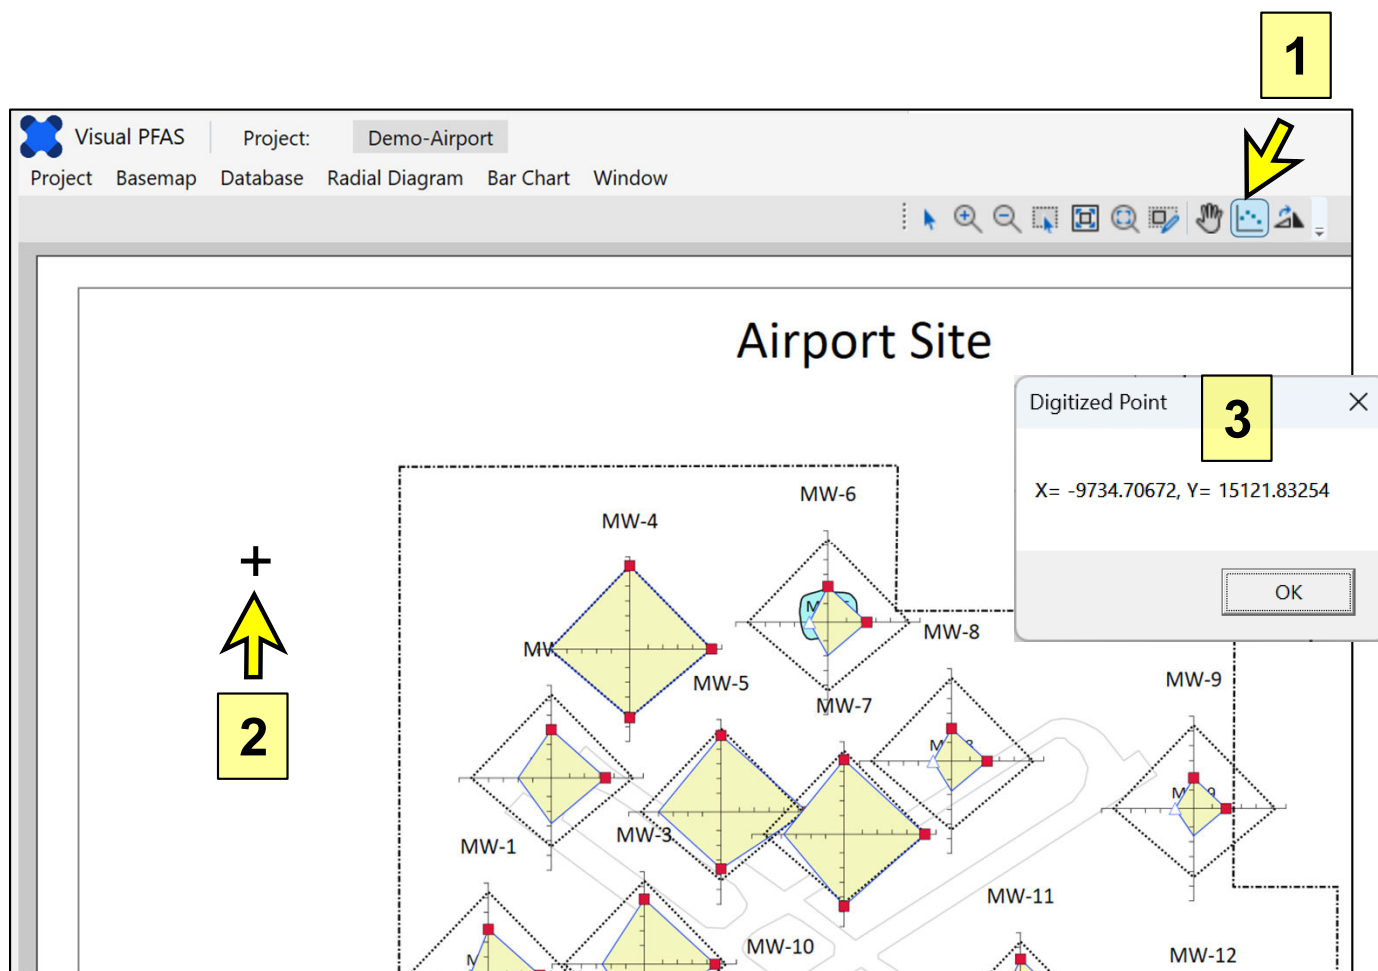 1
Visual PFAS Project: Demo-Airport
Project Basemap Database Radial Diagram Bar Chart Window
Airport Site
Digitized Point
3
X= -9734.70672, Y= 15121.83254
OK
MW-6
MW-4
MW-8
MW-5
MW-9
MW-7
2
MW-3
MW-1
MW-11
MW-10
MW-12